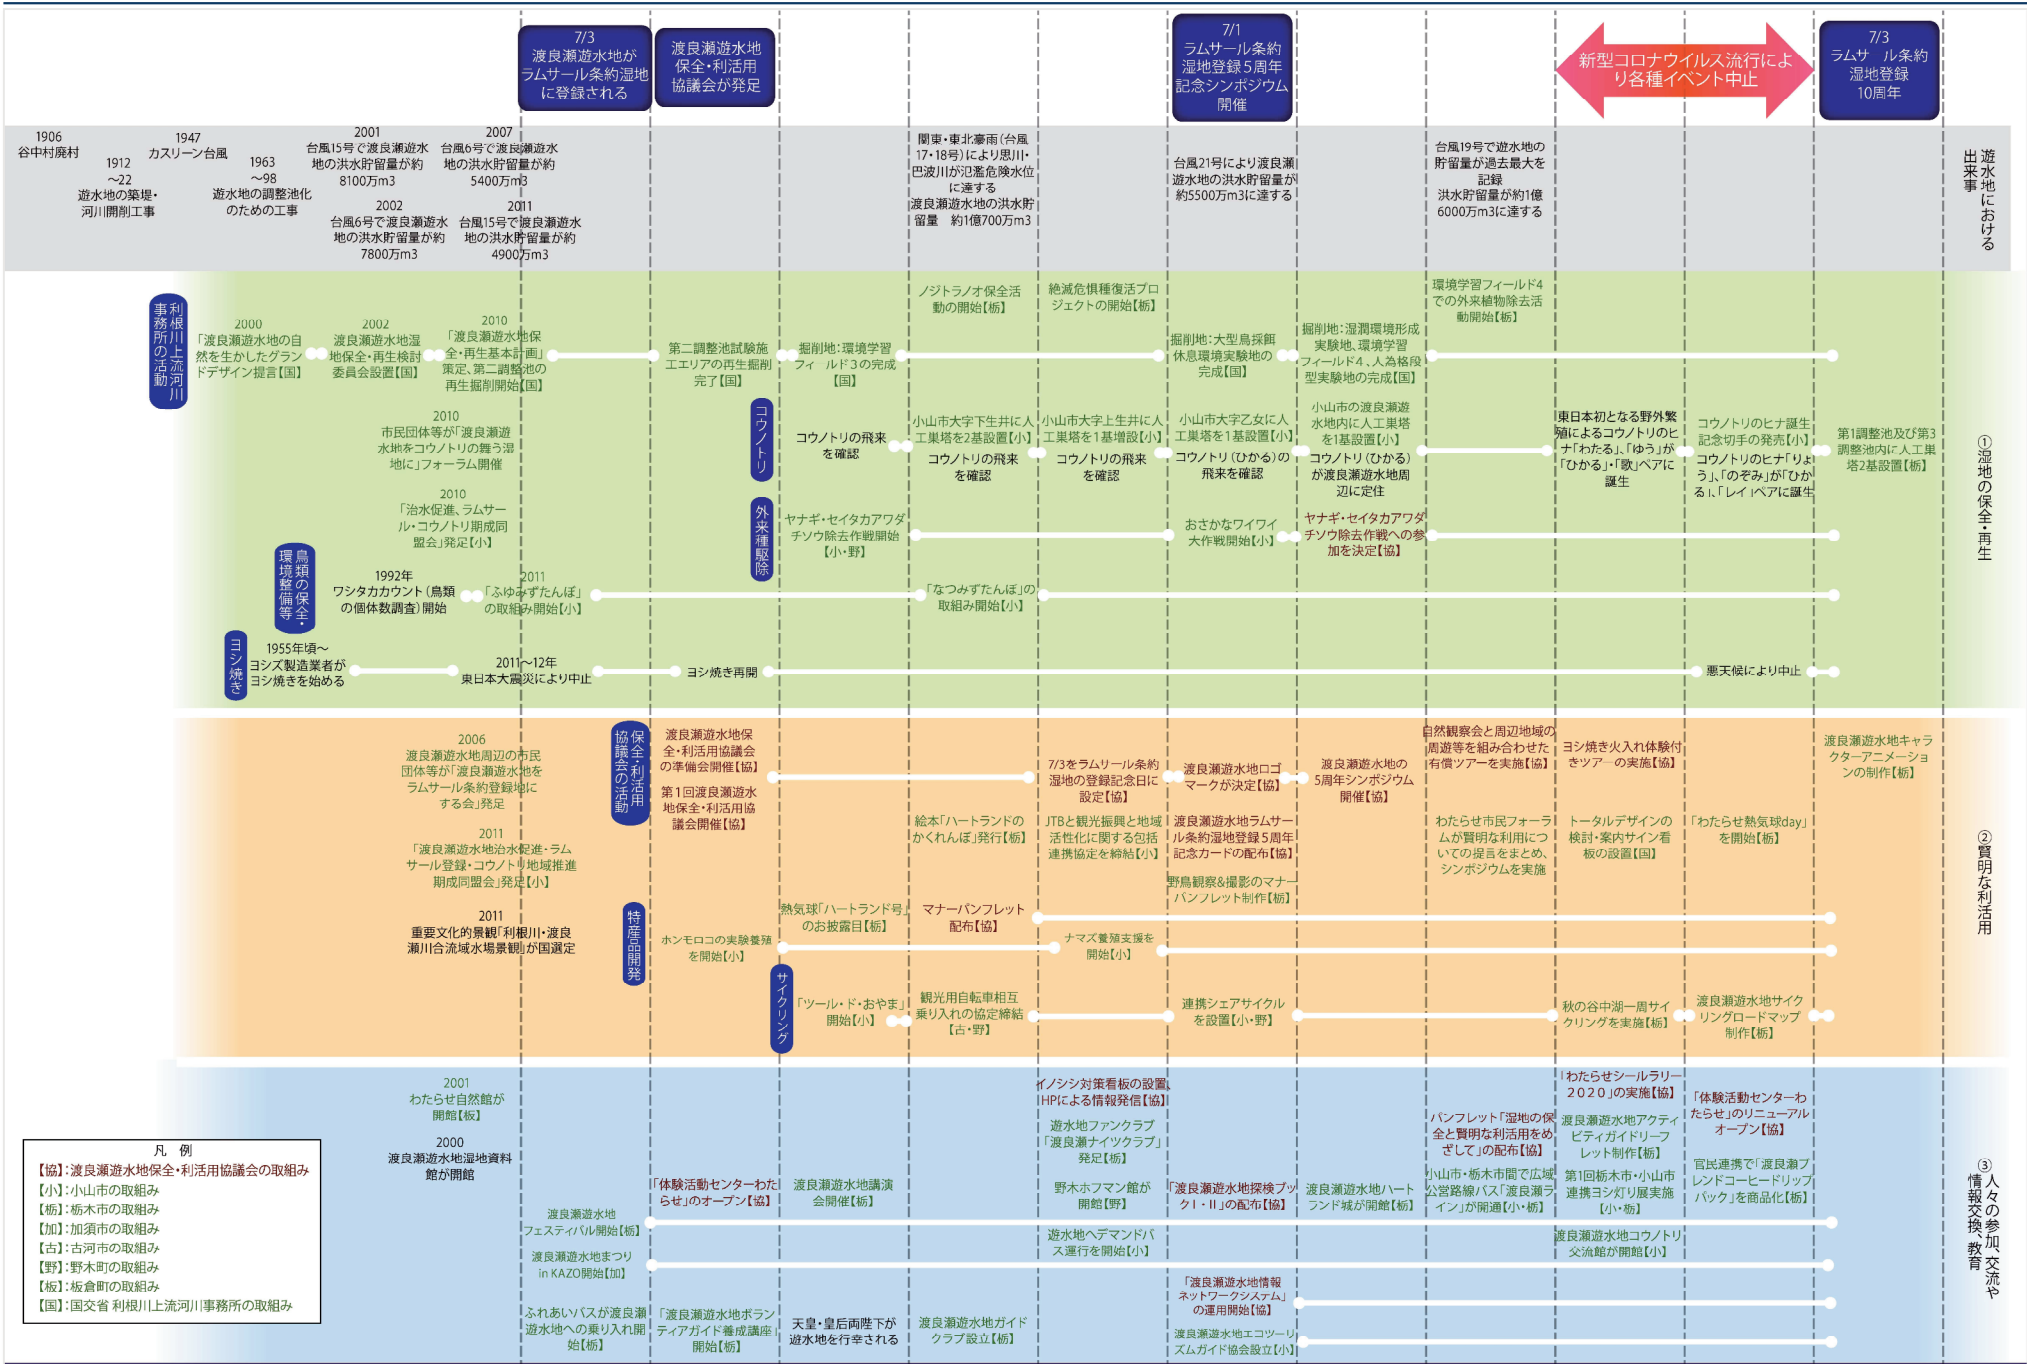 7/3
渡良瀬遊水地が
ラムサール条約湿地
に登録される
渡良瀬遊水地
保全・利活用
協議会が発足
7/1
ラムサール条約
湿地登録5周年
記念シンポジウム
開催
新型コロナウイルス流行によ
り各種イベント中止
7/3
ラムサール条約
湿地登録
10周年
遊水地における
出来事
1906
谷中村廃村
1912
～22
遊水地の築堤・
河川開削工事
1947
カスリーン台風
1963
～98
遊水地の調整池化
のための工事
2001
台風15号で渡良瀬遊水
地の洪水貯留量が約
8100万m3
2002
台風6号で渡良瀬遊水
地の洪水貯留量が約
7800万m3
2007
台風6号で渡良瀬遊水
地の洪水貯留量が約
5400万m3
2011
台風15号で渡良瀬遊水
地の洪水貯留量が約
4900万m3
関東・東北豪雨（台風
17・18号）により思川・
巴波川が氾濫危険水位
に達する
渡良瀬遊水地の洪水貯
留量　約1億700万m3
台風21号により渡良瀬
遊水地の洪水貯留量が
約5500万m3に達する
台風19号で遊水地の
貯留量が過去最大を
記録
洪水貯留量が約1億
6000万m3に達する
①湿地の保全・再生
利根川上流河川
事務所の活動
2000
「渡良瀬遊水地の自
然を生かしたグラン
ドデザイン提言【国】
2002
渡良瀬遊水地湿
地保全・再生検討
委員会設置【国】
2010
「渡良瀬遊水地保
全・再生基本計画」
策定、第二調整池の
再生掘削開始【国】
第二調整池試験施
工エリアの再生掘削
完了【国】
掘削地：環境学習
フィールド3の完成
【国】
ノジトラノオ保全活
動の開始【栃】
絶滅危惧種復活プロ
ジェクトの開始【栃】
掘削地：大型鳥採餌
休息環境実験地の
完成【国】
掘削地：湿潤環境形成
実験地、環境学習
フィールド4、人為格段
型実験地の完成【国】
環境学習フィールド4
での外来植物除去活
動開始【栃】
2010
市民団体等が「渡良瀬遊
水地をコウノトリの舞う湿
地に」フォーラム開催
2010
「治水促進、ラムサー
ル・コウノトリ期成同
盟会」発足【小】
コウノトリ
コウノトリの飛来
を確認
小山市大字下生井に人
工巣塔を2基設置【小】
コウノトリの飛来
を確認
小山市大字上生井に人
工巣塔を1基増設【小】
コウノトリの飛来
を確認
小山市大字乙女に人
工巣塔を1基設置【小】
コウノトリ（ひかる）の
飛来を確認
小山市の渡良瀬遊
水地内に人工巣塔
を1基設置【小】
コウノトリ（ひかる）
が渡良瀬遊水地周
辺に定住
東日本初となる野外繁
殖によるコウノトリのヒ
ナ「わたる」、「ゆう」が
「ひかる」・「歌」ペアに
誕生
コウノトリのヒナ誕生
記念切手の発売【小】
コウノトリのヒナ「りょ
う」、「のぞみ」が「ひか
る」、「レイ」ペアに誕生
第1調整池及び第3
調整池内に人工巣
塔2基設置【栃】
外来種駆除
ヤナギ・セイタカアワダ
チソウ除去作戦開始
【小・野】
おさかなワイワイ
大作戦開始【小】
ヤナギ・セイタカアワダ
チソウ除去作戦への参
加を決定【協】
鳥類の保全・
環境整備等
1992年
ワシタカカウント（鳥類
の個体数調査）開始
2011
「ふゆみずたんぼ」
の取組み開始【小】
「なつみずたんぼ」の
取組み開始【小】
ヨシ焼き
1955年頃～
ヨシズ製造業者が
ヨシ焼きを始める
2011～12年
東日本大震災により中止
ヨシ焼き再開
悪天候により中止
②賢明な利活用
2006
渡良瀬遊水地周辺の市民
団体等が「渡良瀬遊水地を
ラムサール条約登録地に
する会」発足
2011
「渡良瀬遊水地治水促進・ラム
サール登録・コウノトリ地域推進
期成同盟会」発足【小】
2011
重要文化的景観「利根川・渡良
瀬川合流域水場景観」が国選定
保全・利活用
協議会の活動
渡良瀬遊水地保
全・利活用協議会
の準備会開催【協】
第1回渡良瀬遊水
地保全・利活用協
議会開催【協】
7/3をラムサール条約
湿地の登録記念日に
設定【協】
渡良瀬遊水地ロゴ
マークが決定【協】
渡良瀬遊水地の
5周年シンポジウム
開催【協】
自然観察会と周辺地域の
周遊等を組み合わせた
有償ツアーを実施【協】
ヨシ焼き火入れ体験付
きツアーの実施【協】
渡良瀬遊水地キャラ
クターアニメーショ
ンの制作【栃】
絵本「ハートランドの
かくれんぼ」発行【栃】
JTBと観光振興と地域
活性化に関する包括
連携協定を締結【小】
渡良瀬遊水地ラムサー
ル条約湿地登録5周年
記念カードの配布【協】
野鳥観察&撮影のマナー
パンフレット制作【栃】
わたらせ市民フォーラ
ムが賢明な利用につ
いての提言をまとめ、
シンポジウムを実施
トータルデザインの
検討・案内サイン看
板の設置【国】
「わたらせ熱気球day」
を開始【栃】
特産品開発
熱気球「ハートランド号」
のお披露目【栃】
マナーパンフレット
配布【協】
ホンモロコの実験養殖
を開始【小】
ナマズ養殖支援を
開始【小】
サイクリング
「ツール・ド・おやま」
開始【小】
観光用自転車相互
乗り入れの協定締結
【古・野】
連携シェアサイクル
を設置【小・野】
秋の谷中湖一周サイ
クリングを実施【栃】
渡良瀬遊水地サイク
リングロードマップ
制作【栃】
③人々の参加、交流や
情報交換、教育
2001
わたらせ自然館が
開館【板】
2000
渡良瀬遊水地湿地資料
館が開館
渡良瀬遊水地
フェスティバル開始【栃】
渡良瀬遊水地まつり
in KAZO開始【加】
ふれあいバスが渡良瀬
遊水地への乗り入れ開
始【栃】
「体験活動センターわた
らせ」のオープン【協】
「渡良瀬遊水地ボラン
ティアガイド養成講座」
開始【栃】
渡良瀬遊水地講演
会開催【栃】
天皇・皇后両陛下が
遊水地を行幸される
渡良瀬遊水地ガイド
クラブ設立【栃】
イノシシ対策看板の設置、
HPによる情報発信【協】
遊水地ファンクラブ
「渡良瀬ナイツクラブ」
発足【栃】
野木ホフマン館が
開館【野】
遊水地へデマンドバ
ス運行を開始【小】
「渡良瀬遊水地探検ブッ
クⅠ・Ⅱ」の配布【協】
「渡良瀬遊水地情報
ネットワークシステム」
の運用開始【協】
渡良瀬遊水地エコツーリ
ズムガイド協会設立【小】
渡良瀬遊水地ハート
ランド城が開館【栃】
パンフレット「湿地の保
全と賢明な利活用をめ
ざして」の配布【協】
小山市・栃木市間で広域
公営路線バス「渡良瀬ラ
イン」が開通【小・栃】
「わたらせシールラリー
2020」の実施【協】
渡良瀬遊水地アクティ
ビティガイドリーフ
レット制作【栃】
第1回栃木市・小山市
連携ヨシ灯り展実施
【小・栃】
渡良瀬遊水地コウノトリ
交流館が開館【小】
「体験活動センターわ
たらせ」のリニューアル
オープン【協】
官民連携で「渡良瀬ブ
レンドコーヒードリップ
パック」を商品化【栃】
凡　例
【協】：渡良瀬遊水地保全・利活用協議会の取組み
【小】：小山市の取組み
【栃】：栃木市の取組み
【加】：加須市の取組み
【古】：古河市の取組み
【野】：野木町の取組み
【板】：板倉町の取組み
【国】：国交省 利根川上流河川事務所の取組み